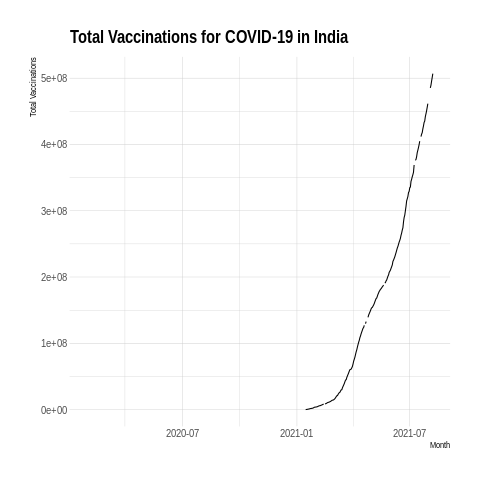 Total Vaccinations for COVID-19 in India
Total Vaccinations
5e+08
4e+08
3e+08
2e+08
1e+08
0e+00
2020-07
2021-01
2021-07
Month